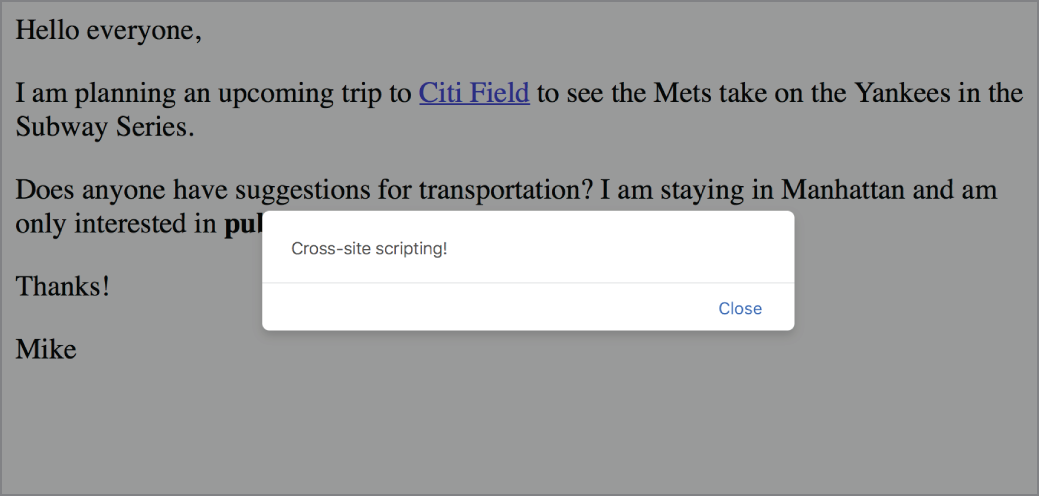 Hello everyone,
I am planning an upcoming trip to Citi Field to see the Mets take on the Yankees in the
Subway Series.
Does anyone have suggestions for transportation? I am staying in Manhattan and am
only interested in
Cross-site scripting!
Thanks!
Close
Mike